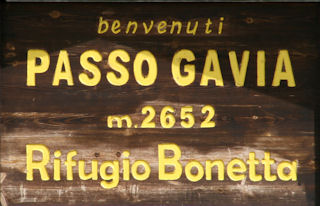 benvenuti
PASSO GAVIA
m.2652
Rifugio Bonetta